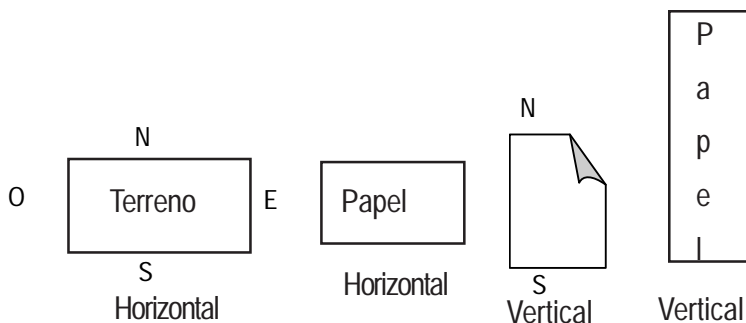 N
O Terreno E
S
Horizontal
Papel
Horizontal
N
S
Vertical
P
a
p
e
l
Vertical